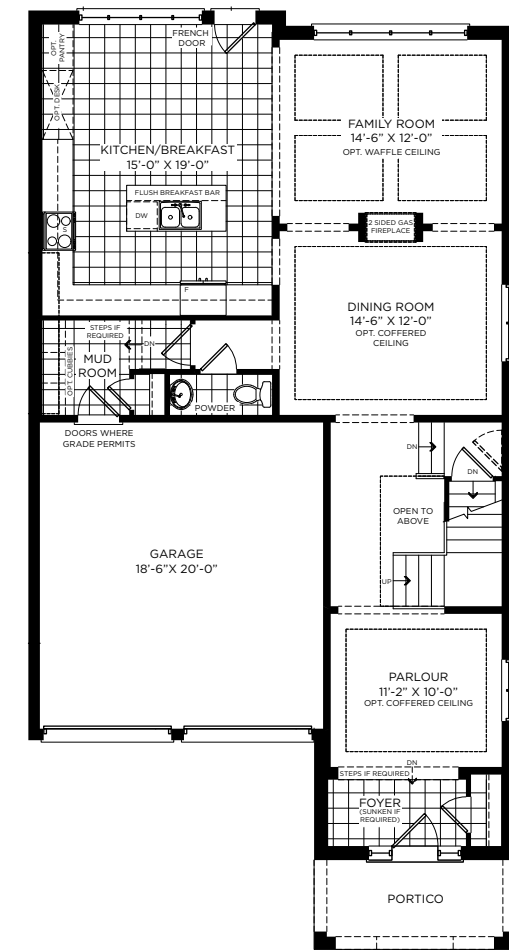 FRENCH
DOOR
OPT.
PANTRY
OPT. DESK
KITCHEN/BREAKFAST
15'-0" X 19'-0"
FLUSH BREAKFAST BAR
DW
S
F
FAMILY ROOM
14'-6" X 12'-0"
OPT. WAFFLE CEILING
2 SIDED GAS
FIREPLACE
DINING ROOM
14'-6" X 12'-0"
OPT. COFFERED
CEILING
STEPS IF
REQUIRED
DN
MUD
ROOM
OPT. CUBBIES
POWDER
DOORS WHERE
GRADE PERMITS
DN
DN
OPEN TO
ABOVE
UP
GARAGE
18'-6"X 20'-0"
PARLOUR
11'-2" X 10'-0"
OPT. COFFERED CEILING
DN
STEPS IF REQUIRED
FOYER
(SUNKEN IF
REQUIRED)
PORTICO